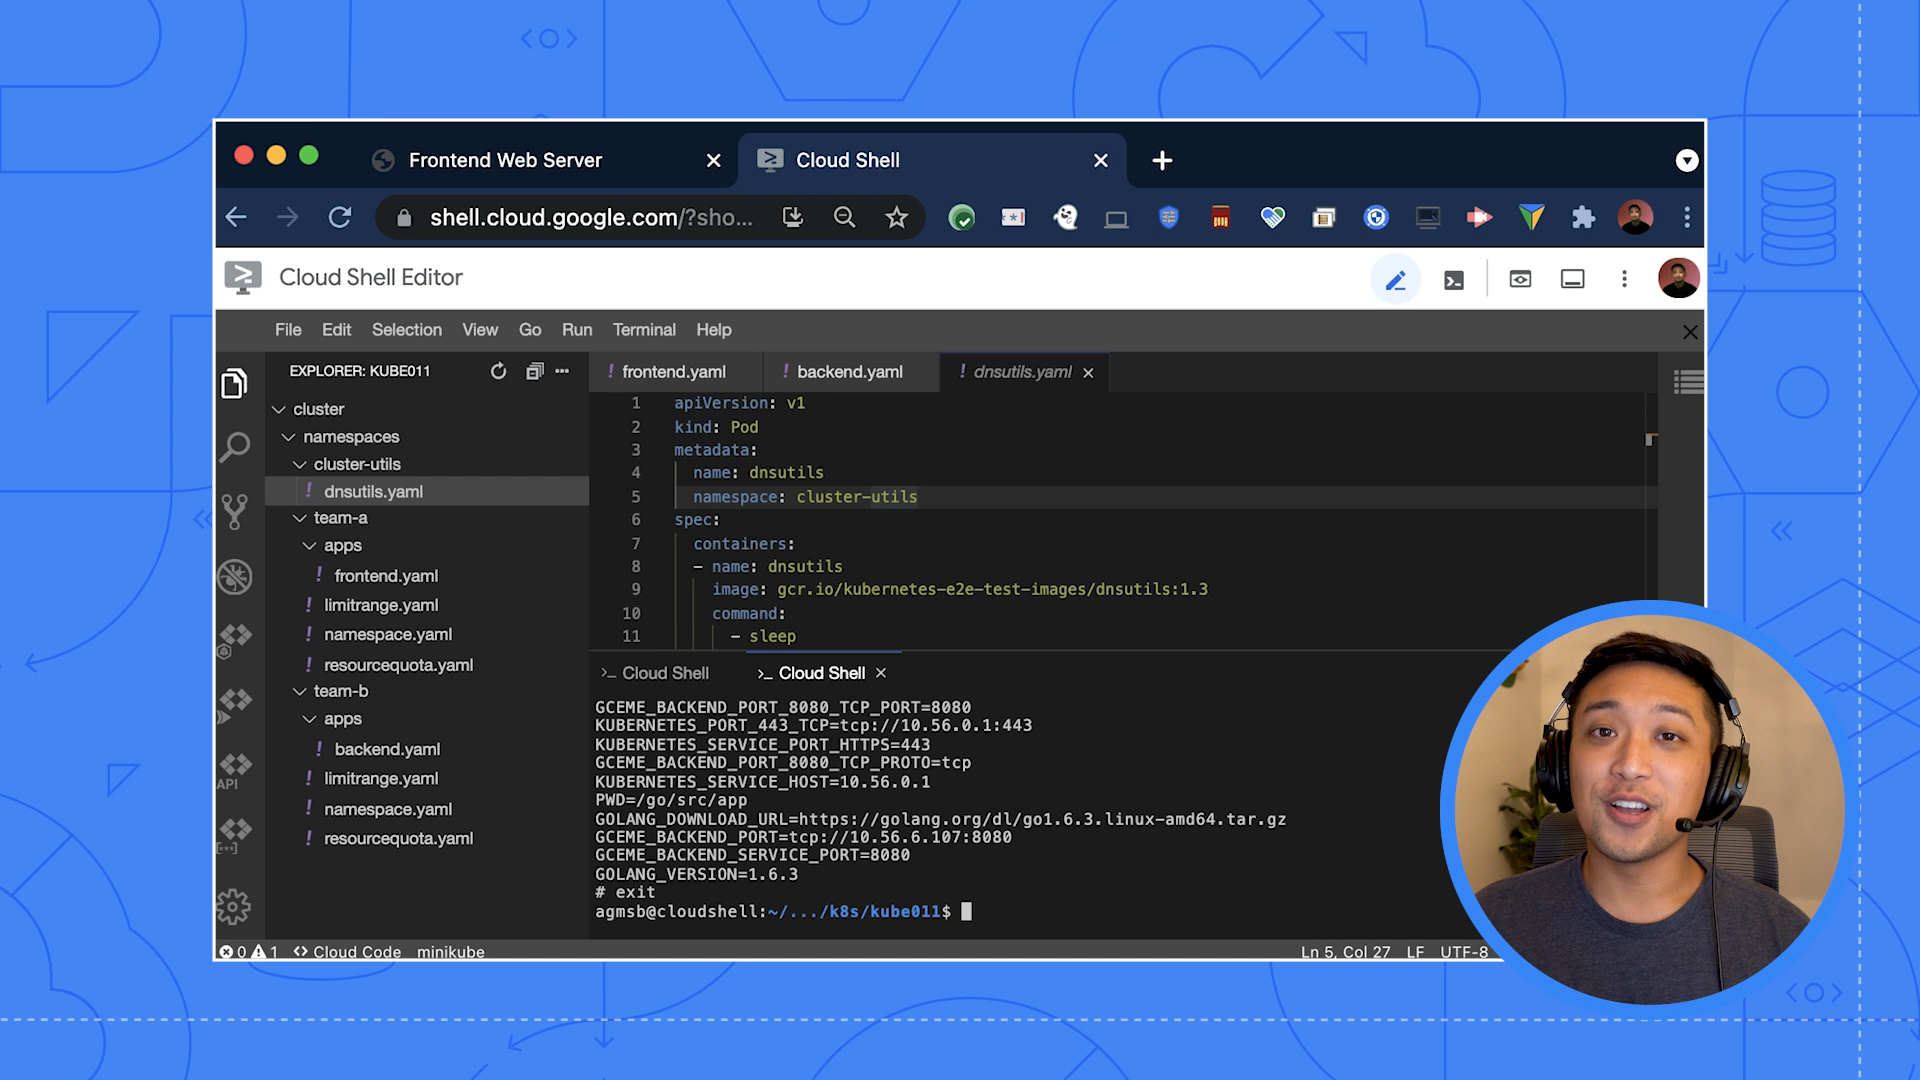 Frontend Web Server
Cloud Shell
shell.cloud.google.com/?sho...
Cloud Shell Editor
File Edit Selection View Go Run Terminal Help
EXPLORER: KUBE011
cluster
namespaces
cluster-utils
! dnsutils.yaml
team-a
apps
! frontend.yaml
! limitrange.yaml
! namespace.yaml
! resourcequota.yaml
team-b
apps
! backend.yaml
! limitrange.yaml
! namespace.yaml
! resourcequota.yaml
API
! frontend.yaml ! backend.yaml ! dnsutils.yaml
1 apiVersion: v1
2 kind: Pod
3 metadata:
4 name: dnsutils
5 namespace: cluster-utils
6 spec:
7 containers:
8 - name: dnsutils
9 image: gcr.io/kubernetes-e2e-test-images/dnsutils:1.3
10 command:
11 - sleep
>_ Cloud Shell >_ Cloud Shell
GCEME_BACKEND_PORT_8080_TCP_PORT=8080
KUBERNETES_PORT_443_TCP=tcp://10.56.0.1:443
KUBERNETES_SERVICE_PORT_HTTPS=443
GCEME_BACKEND_PORT_8080_TCP_PROTO=tcp
KUBERNETES_SERVICE_HOST=10.56.0.1
PWD=/go/src/app
GOLANG_DOWNLOAD_URL=https://golang.org/dl/go1.6.3.linux-amd64.tar.gz
GCEME_BACKEND_PORT=tcp://10.56.6.107:8080
GCEME_BACKEND_SERVICE_PORT=8080
GOLANG_VERSION=1.6.3
# exit
agmsb@cloudshell:~/.../k8s/kube011$
0 1 <> Cloud Code minikube
Ln 5, Col 27 LF UTF-8